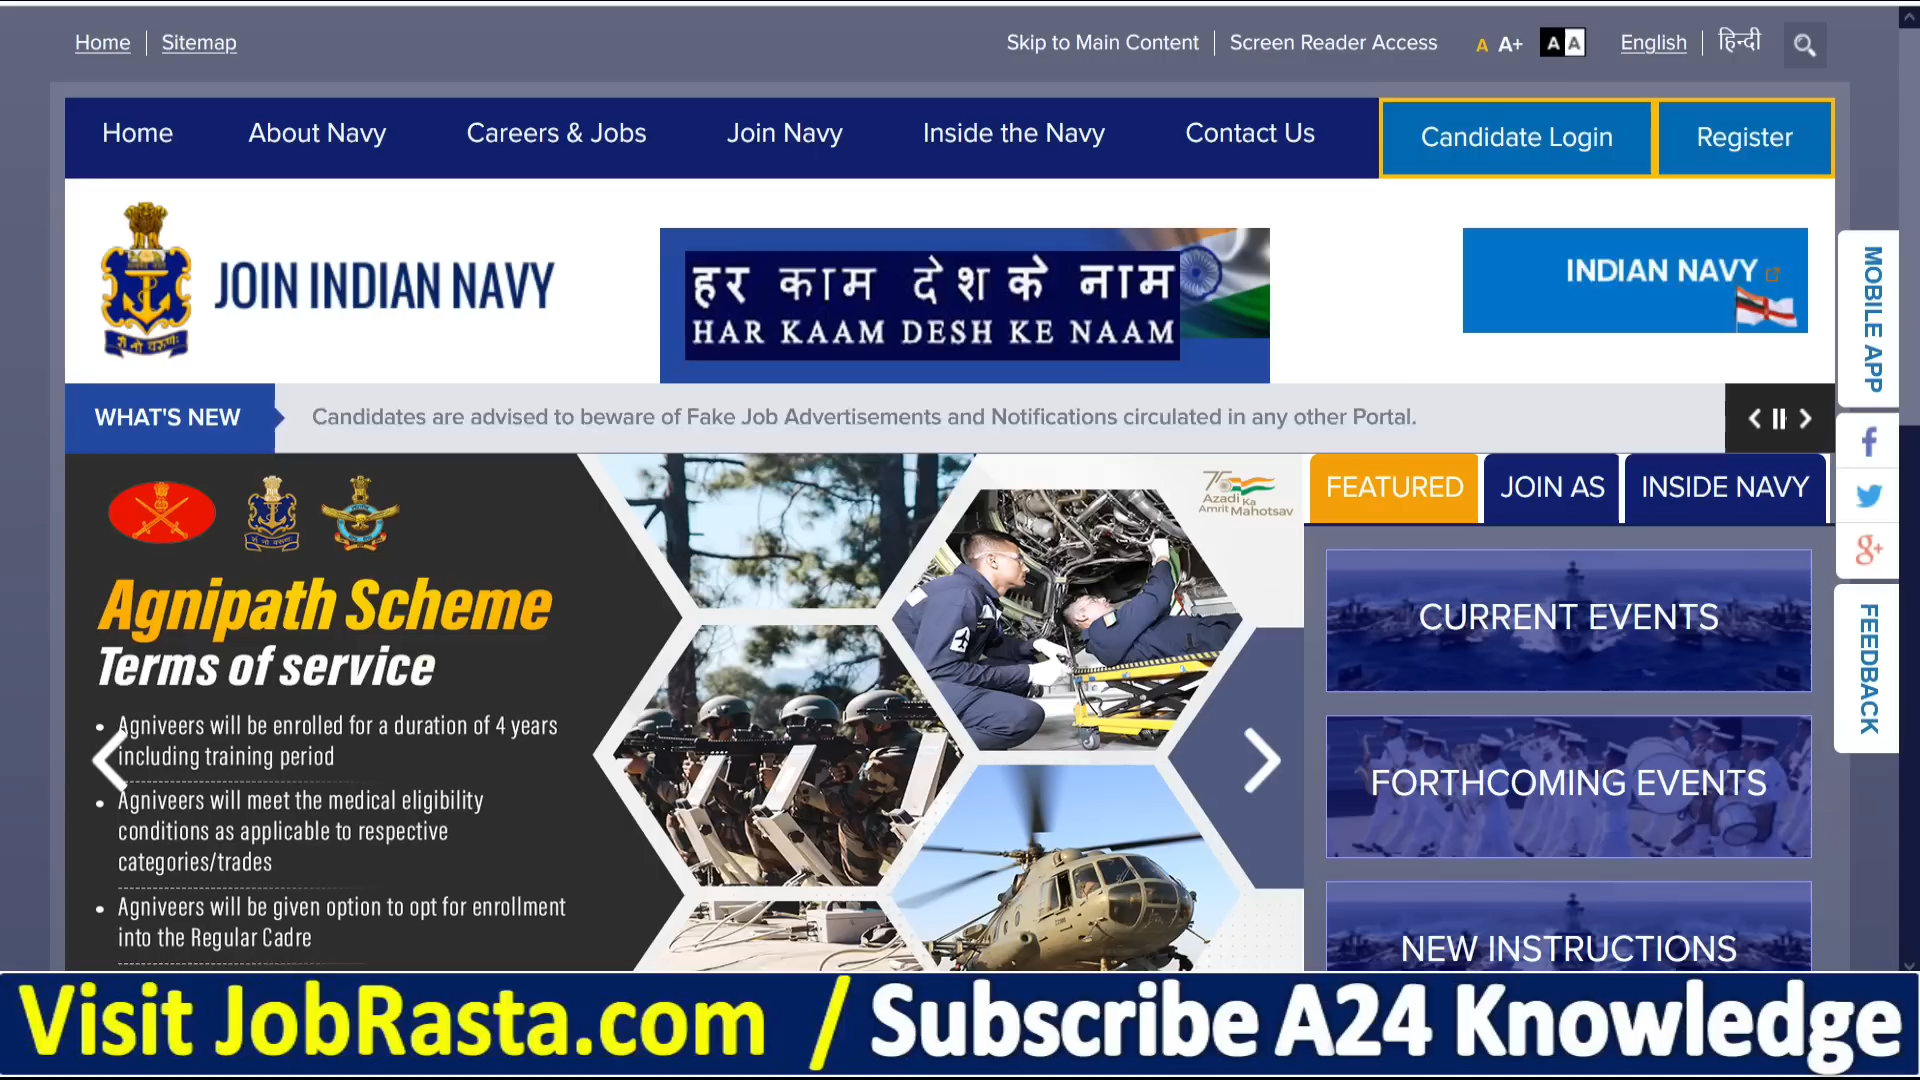 Home
Sitemap
Skip to Main Content
Screen Reader Access
A A+ A A
English
हिन्दी
Home
About Navy
Careers & Jobs
Join Navy
Inside the Navy
Contact Us
Candidate Login
Register
JOIN INDIAN NAVY
हर काम देश के नाम
HAR KAAM DESH KE NAAM
INDIAN NAVY
MOBILE APP
WHAT'S NEW
Candidates are advised to beware of Fake Job Advertisements and Notifications circulated in any other Portal.
75
Azadi Ka
Amrit Mahotsav
FEATURED
JOIN AS
INSIDE NAVY
f
g+
FEEDBACK
Agnipath Scheme
Terms of service
• Agniveers will be enrolled for a duration of 4 years
including training period
• Agniveers will meet the medical eligibility
conditions as applicable to respective
categories/trades
• Agniveers will be given option to opt for enrollment
into the Regular Cadre
CURRENT EVENTS
FORTHCOMING EVENTS
NEW INSTRUCTIONS
Visit JobRasta.com / Subscribe A24 Knowledge